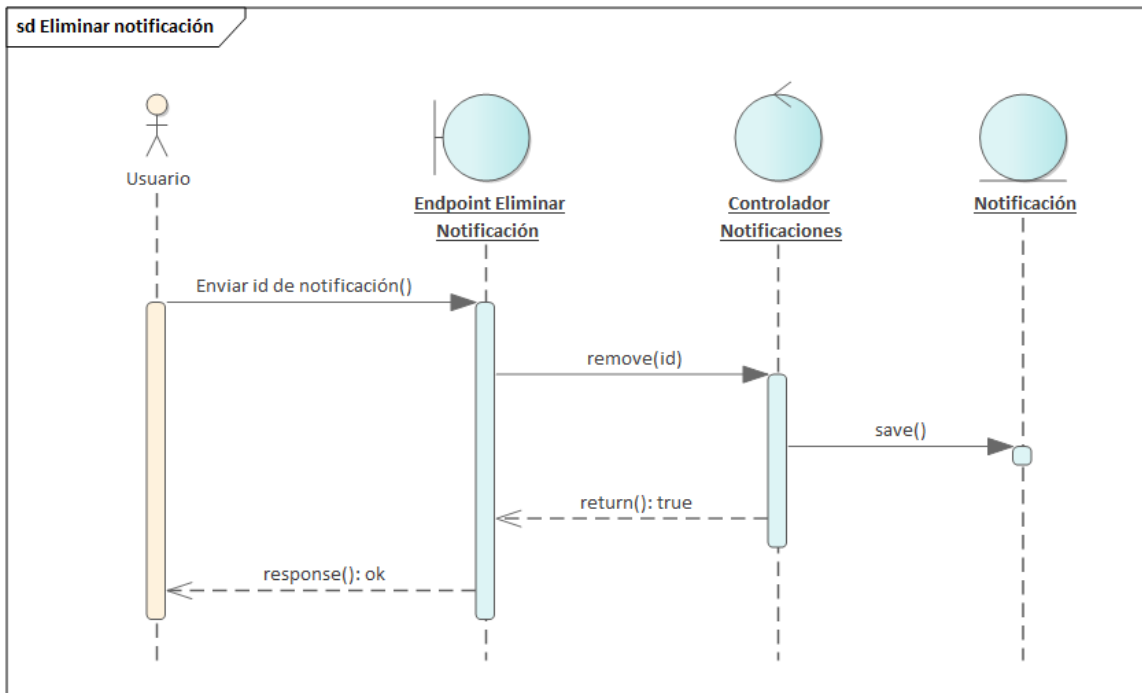 sd Eliminar notificación
Usuario
Endpoint Eliminar
Notificación
Controlador
Notificaciones
Notificación
Enviar id de notificación()
remove(id)
save()
return(): true
response(): ok